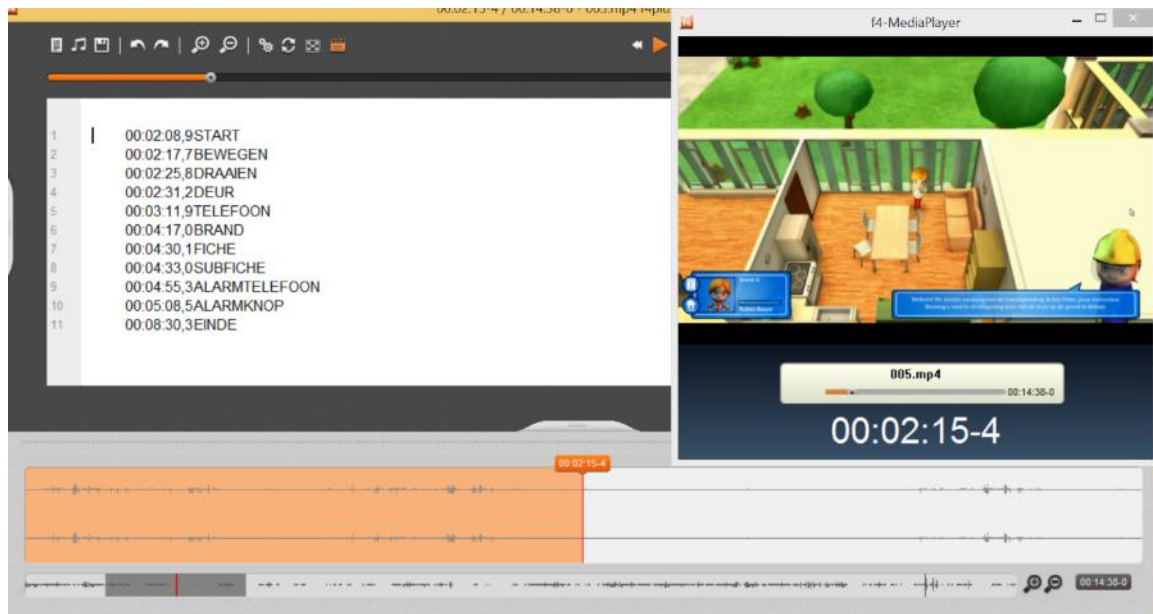 00:02:15-4 / 00:14:38-0 - 005.mp4 f4plus
f4-MediaPlayer
1 00:02:08,9START
2 00:02:17,7BEWEGEN
3 00:02:25,8DRAAIEN
4 00:02:31,2DEUR
5 00:03:11,9TELEFOON
6 00:04:17,0BRAND
7 00:04:30,1FICHE
8 00:04:33,0SUBFICHE
9 00:04:55,3ALARMTELEFOON
10 00:05:08,5ALARMKNOP
11 00:08:30,3EINDE
005.mp4
00:14:38-0
00:02:15-4
00:02:15-4
00:14:38-0